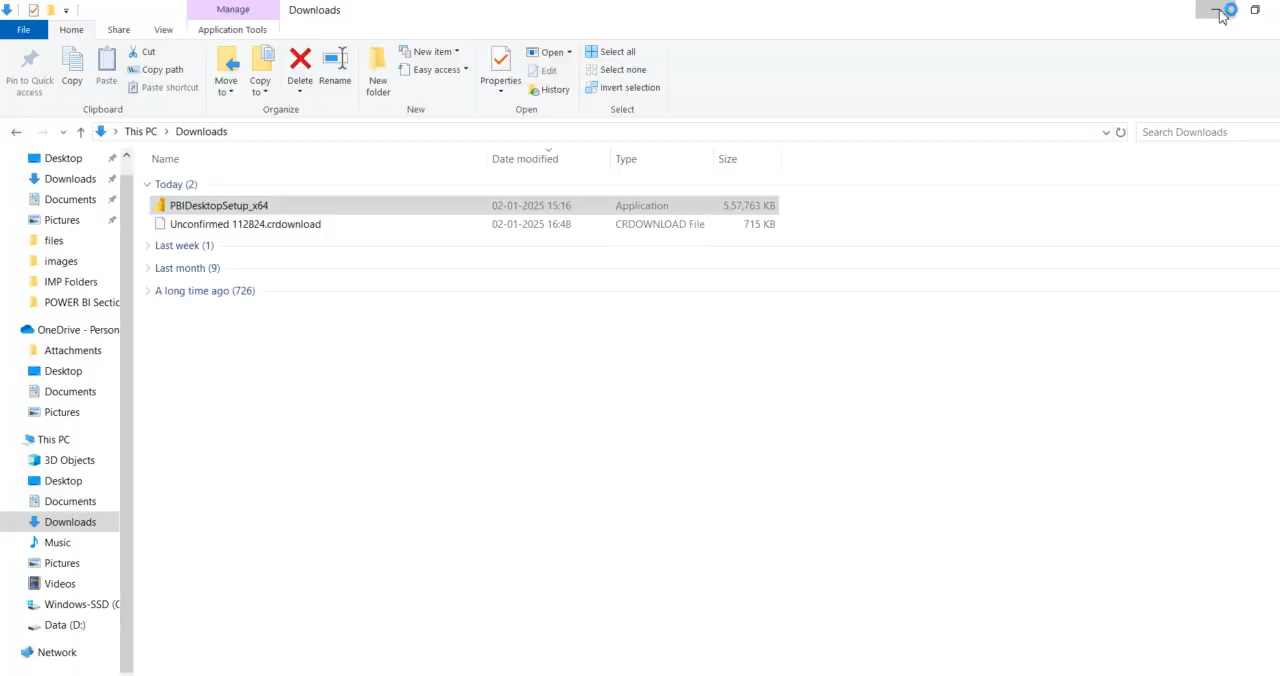 Manage Downloads
File Home Share View Application Tools
Pin to Quick access
Copy
Paste
Cut
Copy path
Paste shortcut
Clipboard
Move to
Copy to
Delete
Rename
Organize
New folder
New item
Easy access
New
Properties
Open
Edit
History
Open
Select all
Select none
Invert selection
Select
This PC > Downloads
Search Downloads
Name Date modified Type Size
Today (2)
PBIDesktopSetup_x64 02-01-2025 15:16 Application 5,57,763 KB
Unconfirmed 112824.crdownload 02-01-2025 16:48 CRDOWNLOAD File 715 KB
Last week (1)
Last month (9)
A long time ago (726)
Desktop
Downloads
Documents
Pictures
files
images
IMP Folders
POWER BI Sectic
OneDrive - Person
Attachments
Desktop
Documents
Pictures
This PC
3D Objects
Desktop
Documents
Downloads
Music
Pictures
Videos
Windows-SSD (C
Data (D:)
Network